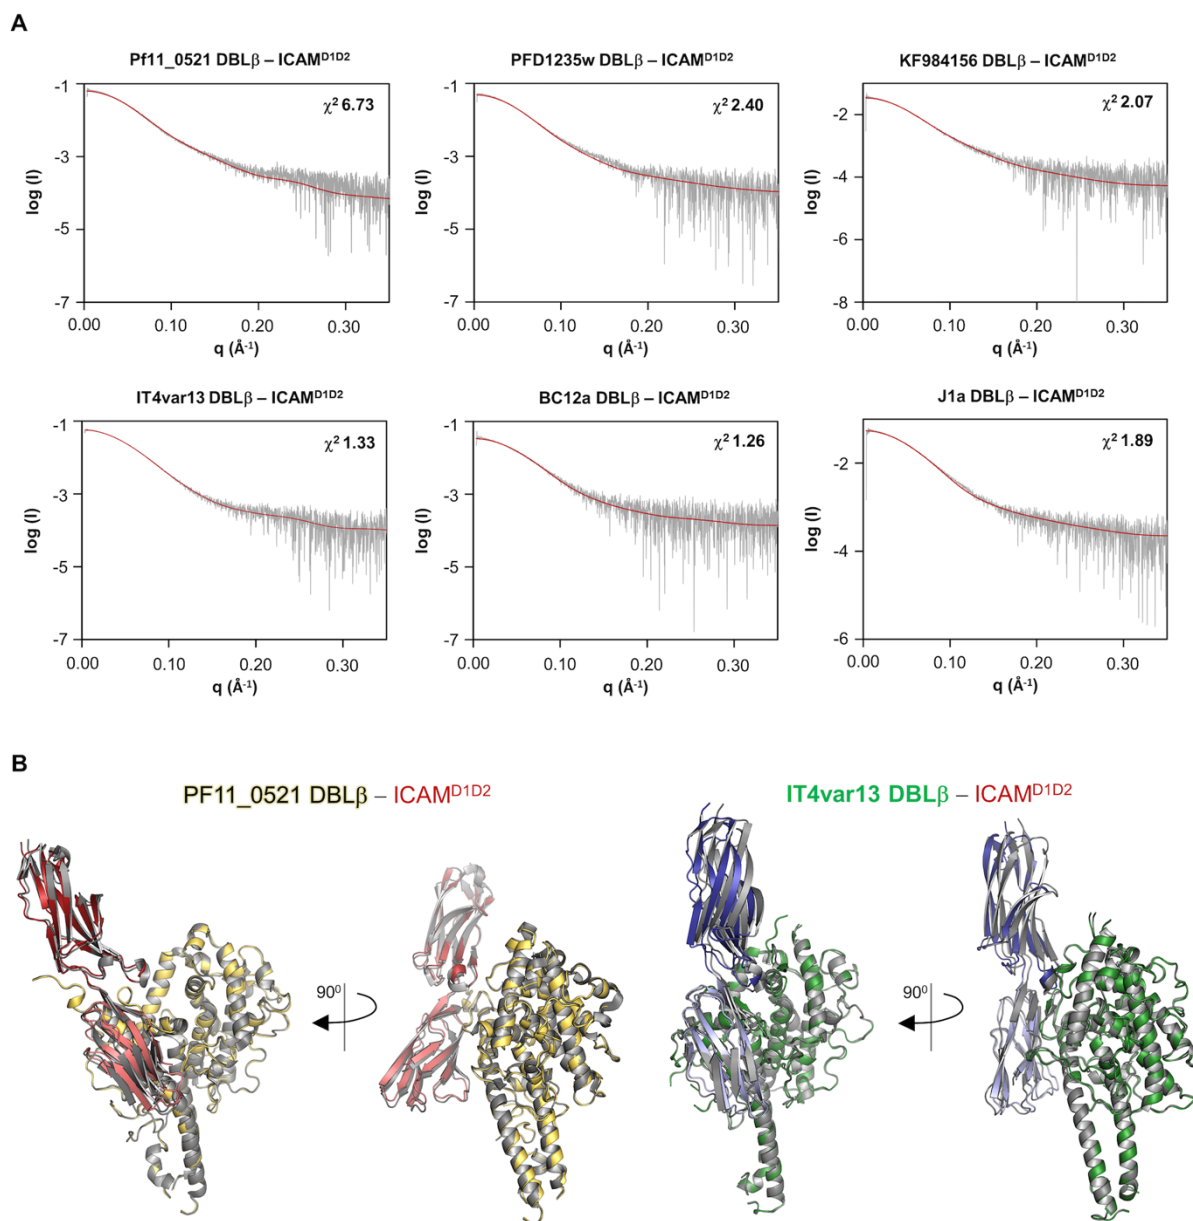 A
Pf11_0521 DBLβ – ICAMD1D2
PFD1235w DBLβ – ICAMD1D2
KF984156 DBLβ – ICAMD1D2
-1
-3
-5
-7
log (I)
χ² 6.73
0.00 0.10 0.20 0.30
q (Å-1)
-1
-3
-5
-7
log (I)
χ² 2.40
0.00 0.10 0.20 0.30
q (Å-1)
-2
-4
-6
-8
log (I)
χ² 2.07
0.00 0.10 0.20 0.30
q (Å-1)
IT4var13 DBLβ – ICAMD1D2
BC12a DBLβ – ICAMD1D2
J1a DBLβ – ICAMD1D2
-1
-3
-5
-7
log (I)
χ² 1.33
0.00 0.10 0.20 0.30
q (Å-1)
-1
-3
-5
-7
log (I)
χ² 1.26
0.00 0.10 0.20 0.30
q (Å-1)
-2
-4
-6
log (I)
χ² 1.89
0.00 0.10 0.20 0.30
q (Å-1)
B
PF11_0521 DBLβ – ICAMD1D2
IT4var13 DBLβ – ICAMD1D2
90⁰
90⁰